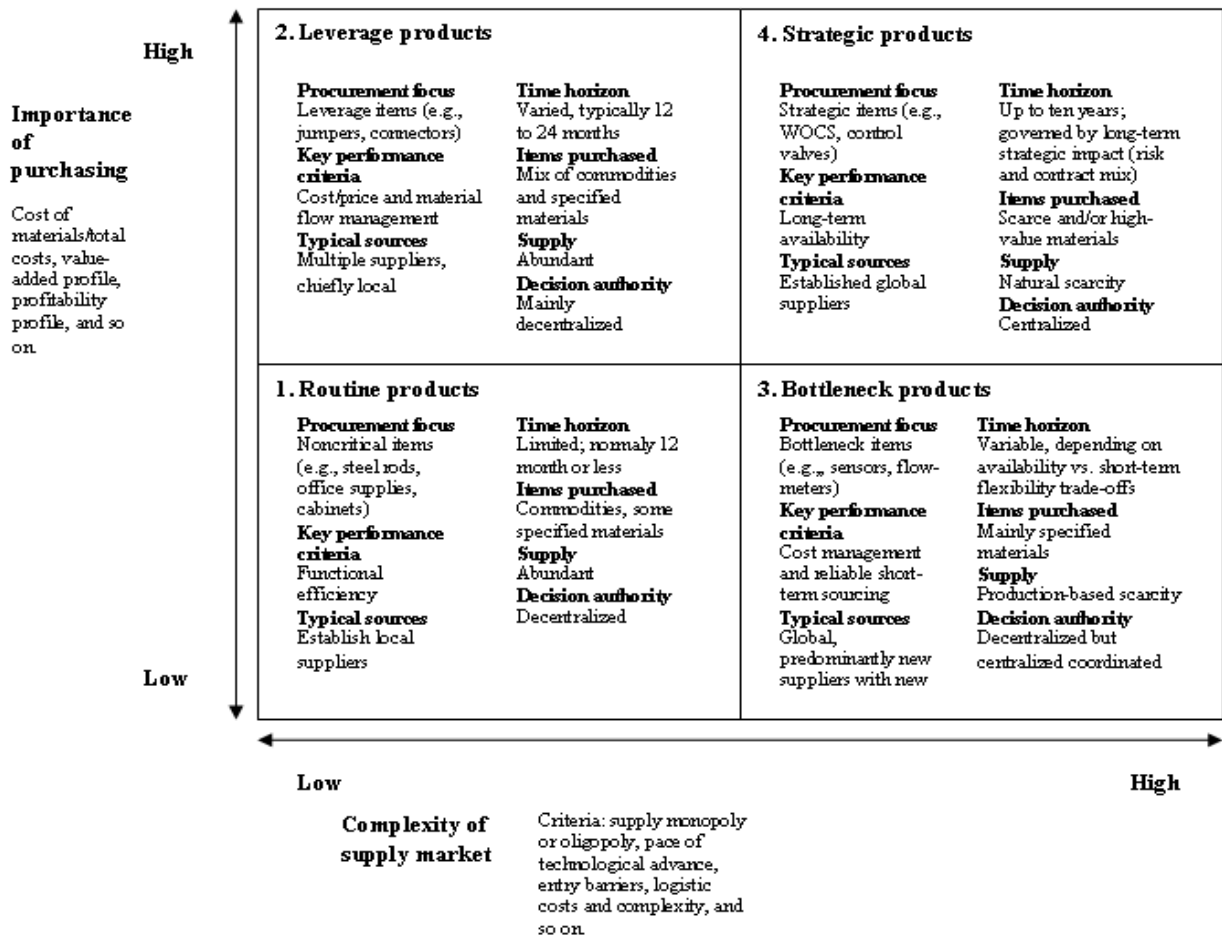 High
Importance
of
purchasing
Cost of
materials/total
costs, value-
added profile,
profitability
profile, and so
on.
Low
2. Leverage products
Procurement focus
Leverage items (e.g.,
jumpers, connectors)
Key performance
criteria
Cost/price and material
flow management
Typical sources
Multiple suppliers,
chiefly local
Time horizon
Varied, typically 12
to 24 months
Items purchased
Mix of commodities
and specified
materials
Supply
Abundant
Decision authority
Mainly
decentralized
4. Strategic products
Procurement focus
Strategic items (e.g.,
WOCS, control
valves)
Key performance
criteria
Long-term
availability
Typical sources
Established global
suppliers
Time horizon
Up to ten years;
governed by long-term
strategic impact (risk
and contract mix)
Items purchased
Scarce and/or high-
value materials
Supply
Natural scarcity
Decision authority
Centralized
1. Routine products
Procurement focus
Noncritical items
(e.g., steel rods,
office supplies,
cabinets)
Key performance
criteria
Functional
efficiency
Typical sources
Establish local
suppliers
Time horizon
Limited; normaly 12
month or less
Items purchased
Commodities, some
specified materials
Supply
Abundant
Decision authority
Decentralized
3. Bottleneck products
Procurement focus
Bottleneck items
(e.g.,, sensors, flow-
meters)
Key performance
criteria
Cost management
and reliable short-
term sourcing
Typical sources
Global,
predominantly new
suppliers with new
Time horizon
Variable, depending on
availability vs. short-term
flexibility trade-offs
Items purchased
Mainly specified
materials
Supply
Production-based scarcity
Decision authority
Decentralized but
centralized coordinated
Low
High
Complexity of
supply market
Criteria: supply monopoly
or oligopoly, pace of
technological advance,
entry barriers, logistic
costs and complexity, and
so on.